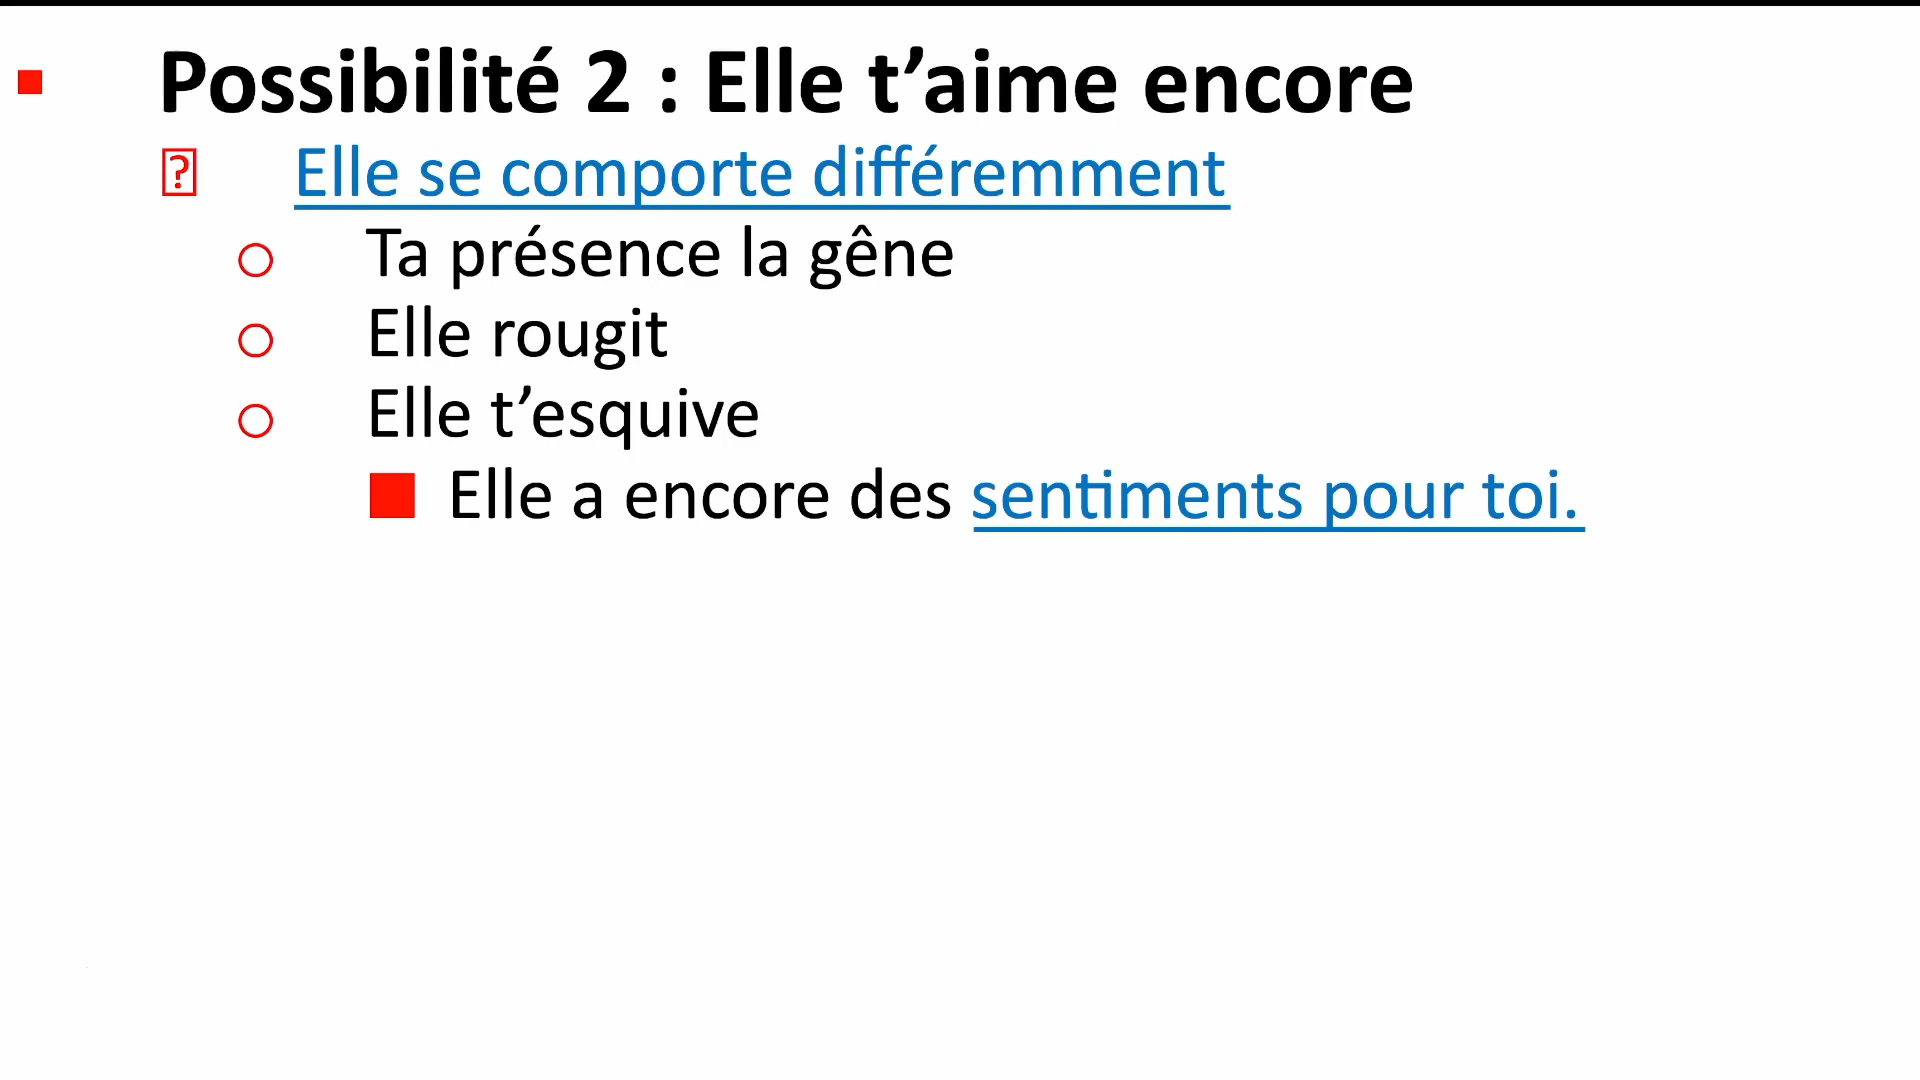 Possibilité 2 : Elle t’aime encore
Elle se comporte différemment
Ta présence la gêne
Elle rougit
Elle t’esquive
Elle a encore des sentiments pour toi.